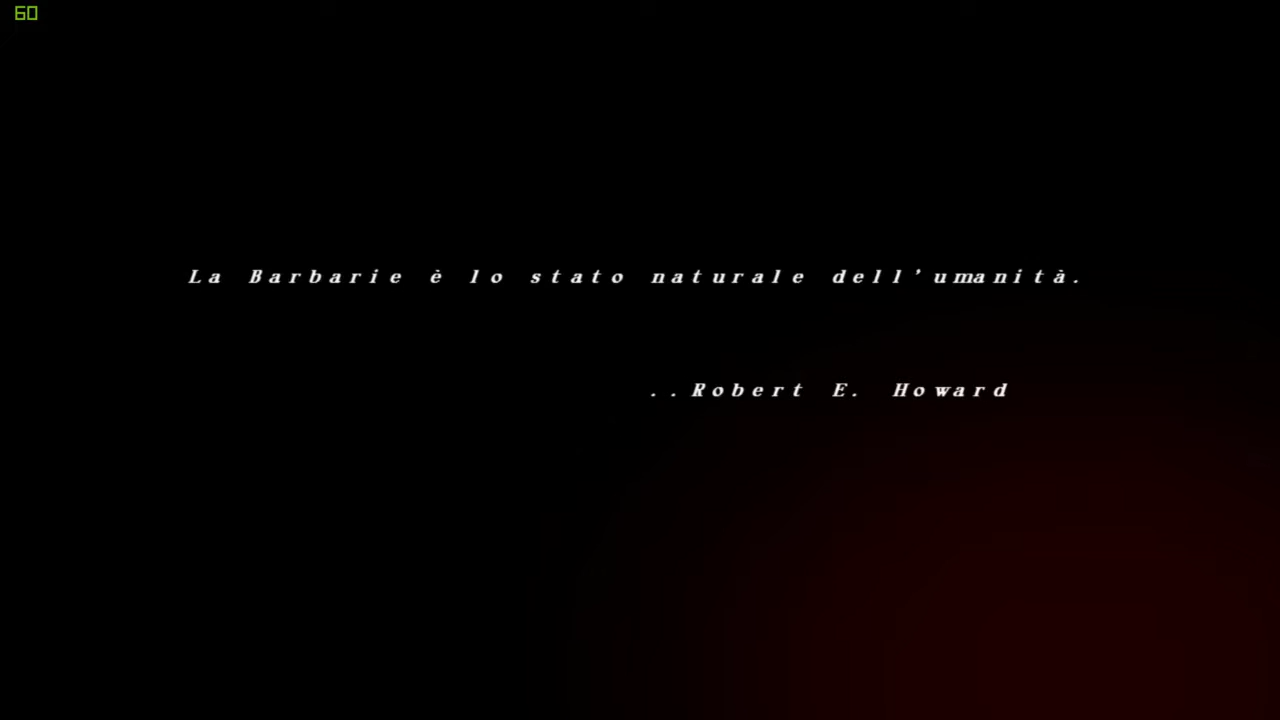 60
La Barbarie è lo stato naturale dell’umanità.
..Robert E. Howard